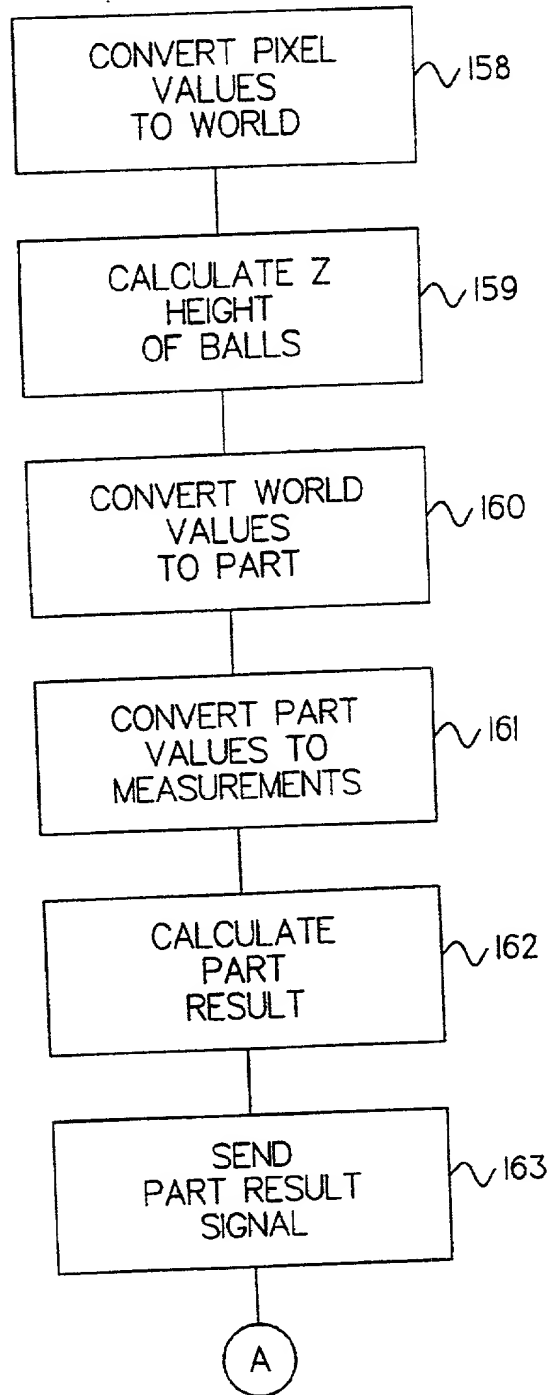 CONVERT PIXEL
VALUES
TO WORLD
158
CALCULATE Z
HEIGHT
OF BALLS
159
CONVERT WORLD
VALUES
TO PART
160
CONVERT PART
VALUES TO
MEASUREMENTS
161
CALCULATE
PART
RESULT
162
SEND
PART RESULT
SIGNAL
163
A